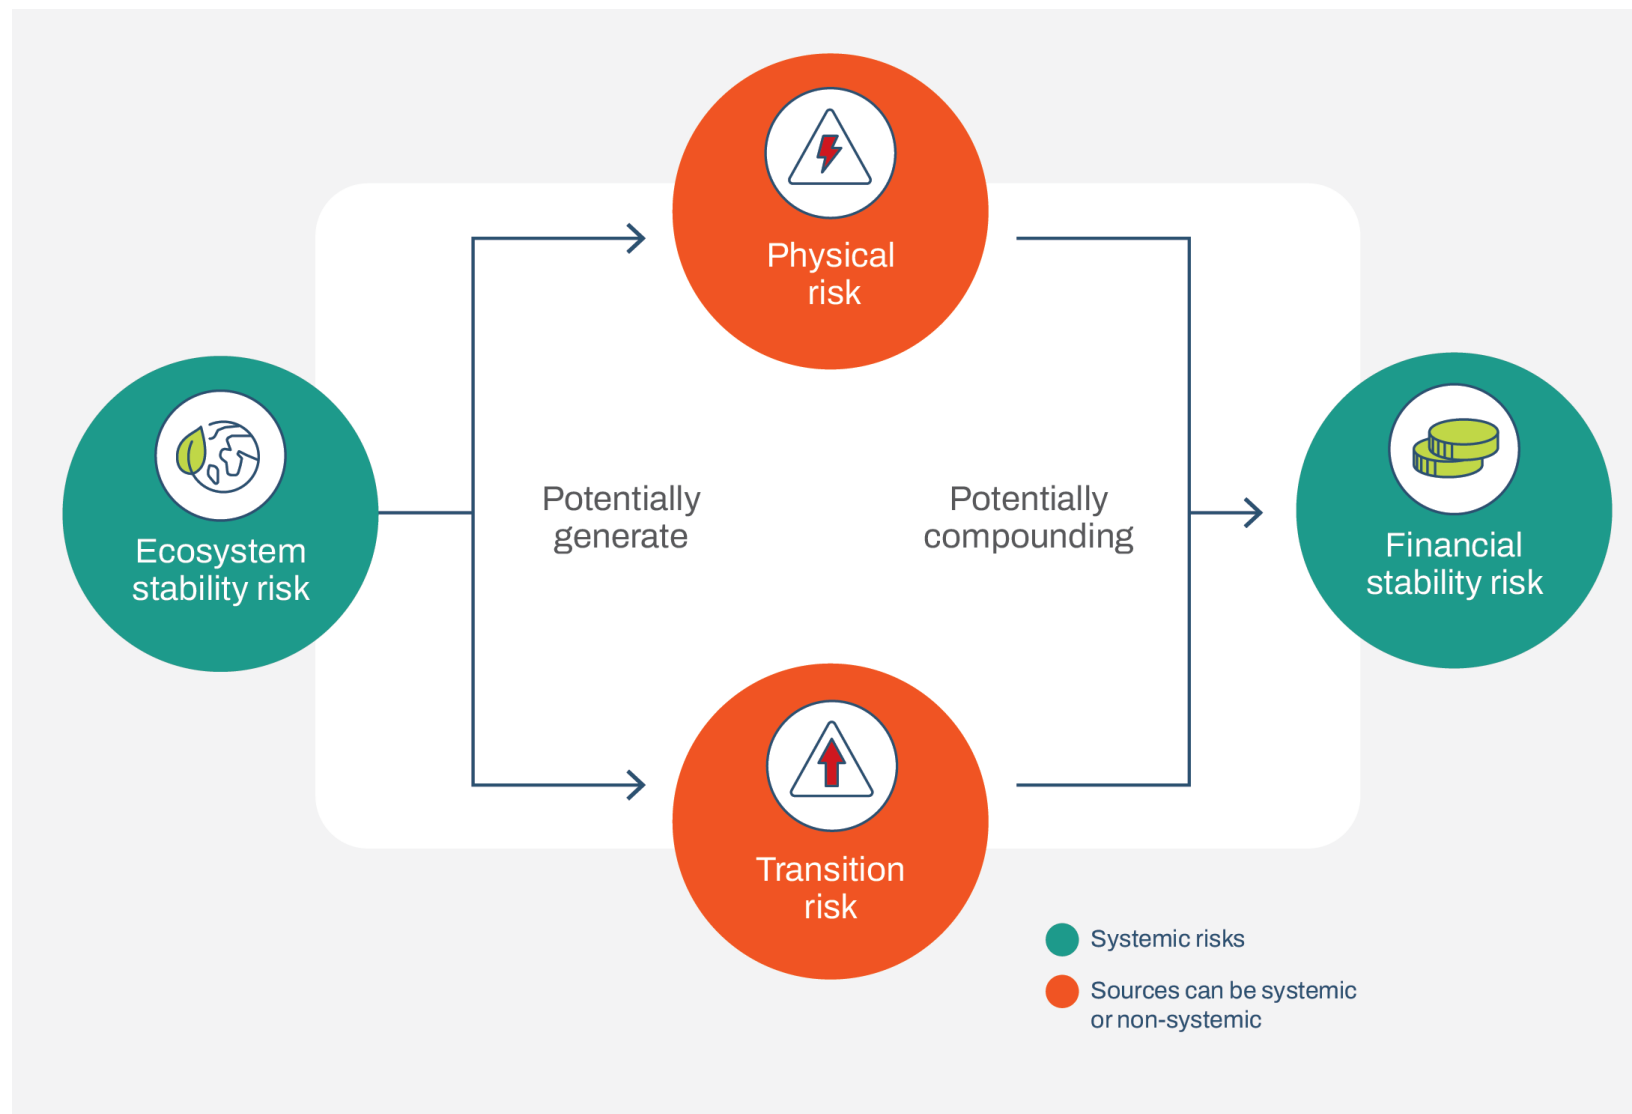 Physical
risk
Ecosystem
stability risk
Potentially
generate
Potentially
compounding
Financial
stability risk
Transition
risk
Systemic risks
Sources can be systemic
or non-systemic